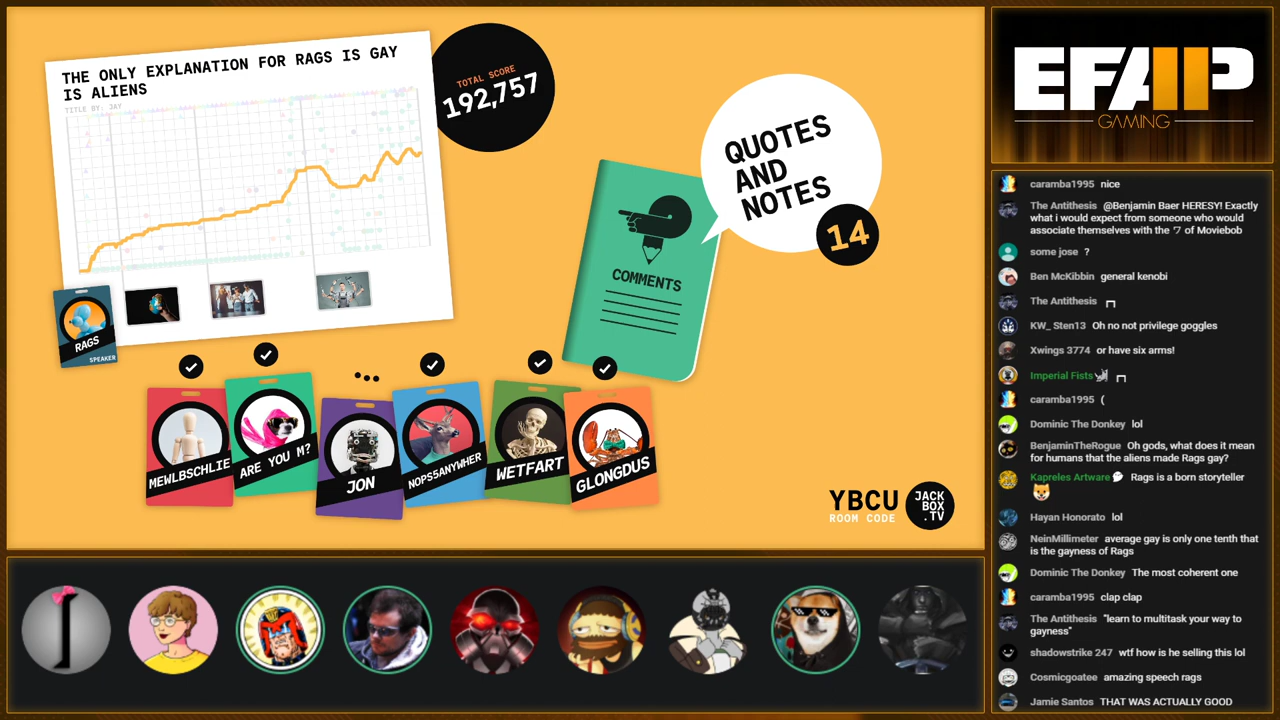 THE ONLY EXPLANATION FOR RAGS IS GAY
IS ALIENS
TITLE BY: JAY
TOTAL SCORE
192,757
QUOTES
AND
NOTES
14
COMMENTS
RAGS
SPEAKER
MEWLBSCHLIE
ARE YOU M?
JON
NOPS5ANYWHER
WETFART
GLONGDUS
YBCU
ROOM CODE
JACK
BOX
.TV
EFAP
GAMING
caramba1995 nice
The Antithesis @Benjamin Baer HERESY! Exactly
what i would expect from someone who would
associate themselves with the ワ of Moviebob
some jose ?
Ben McKibbin general kenobi
The Antithesis ┌┐
KW_ Sten13 Oh no not privilege goggles
Xwings 3774 or have six arms!
Imperial Fists ┌┐
caramba1995 (
Dominic The Donkey lol
BenjaminTheRogue Oh gods, what does it mean
for humans that the aliens made Rags gay?
Kapreles Artware Rags is a born storyteller
Hayan Honorato lol
NeinMillimeter average gay is only one tenth that
is the gayness of Rags
Dominic The Donkey The most coherent one
caramba1995 clap clap
The Antithesis "learn to multitask your way to
gayness"
shadowstrike 247 wtf how is he selling this lol
Cosmicgoatee amazing speech rags
Jamie Santos THAT WAS ACTUALLY GOOD